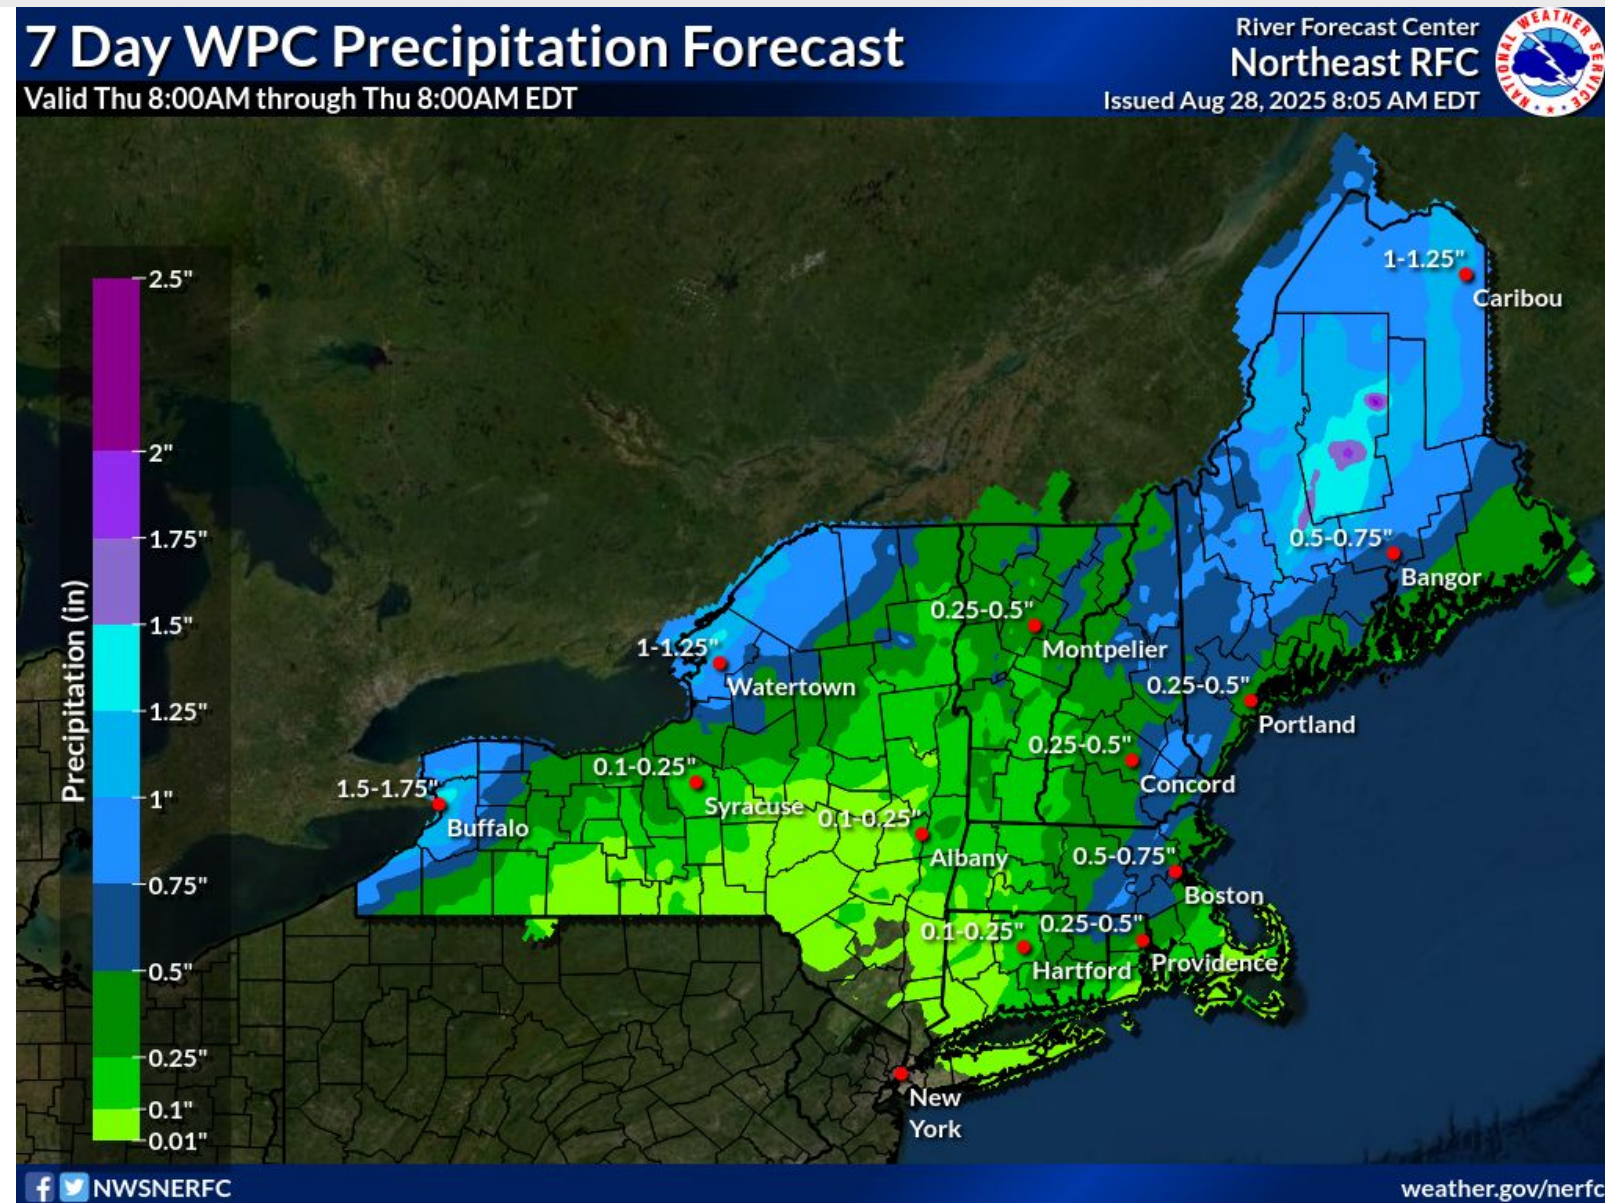 7 Day WPC Precipitation Forecast
Valid Thu 8:00AM through Thu 8:00AM EDT
River Forecast Center
Northeast RFC
Issued Aug 28, 2025 8:05 AM EDT
NATIONAL WEATHER SERVICE
Precipitation (in)
2.5"
2"
1.75"
1.5"
1.25"
1"
0.75"
0.5"
0.25"
0.1"
0.01"
1-1.25"
Caribou
0.5-0.75"
Bangor
0.25-0.5"
Montpelier
1-1.25"
Watertown
0.25-0.5"
Portland
0.25-0.5"
Concord
0.1-0.25"
Syracuse
1.5-1.75"
Buffalo
0.1-0.25"
Albany
0.5-0.75"
Boston
0.1-0.25"
Hartford
0.25-0.5"
Providence
New
York
NWSNERFC
weather.gov/nerfc